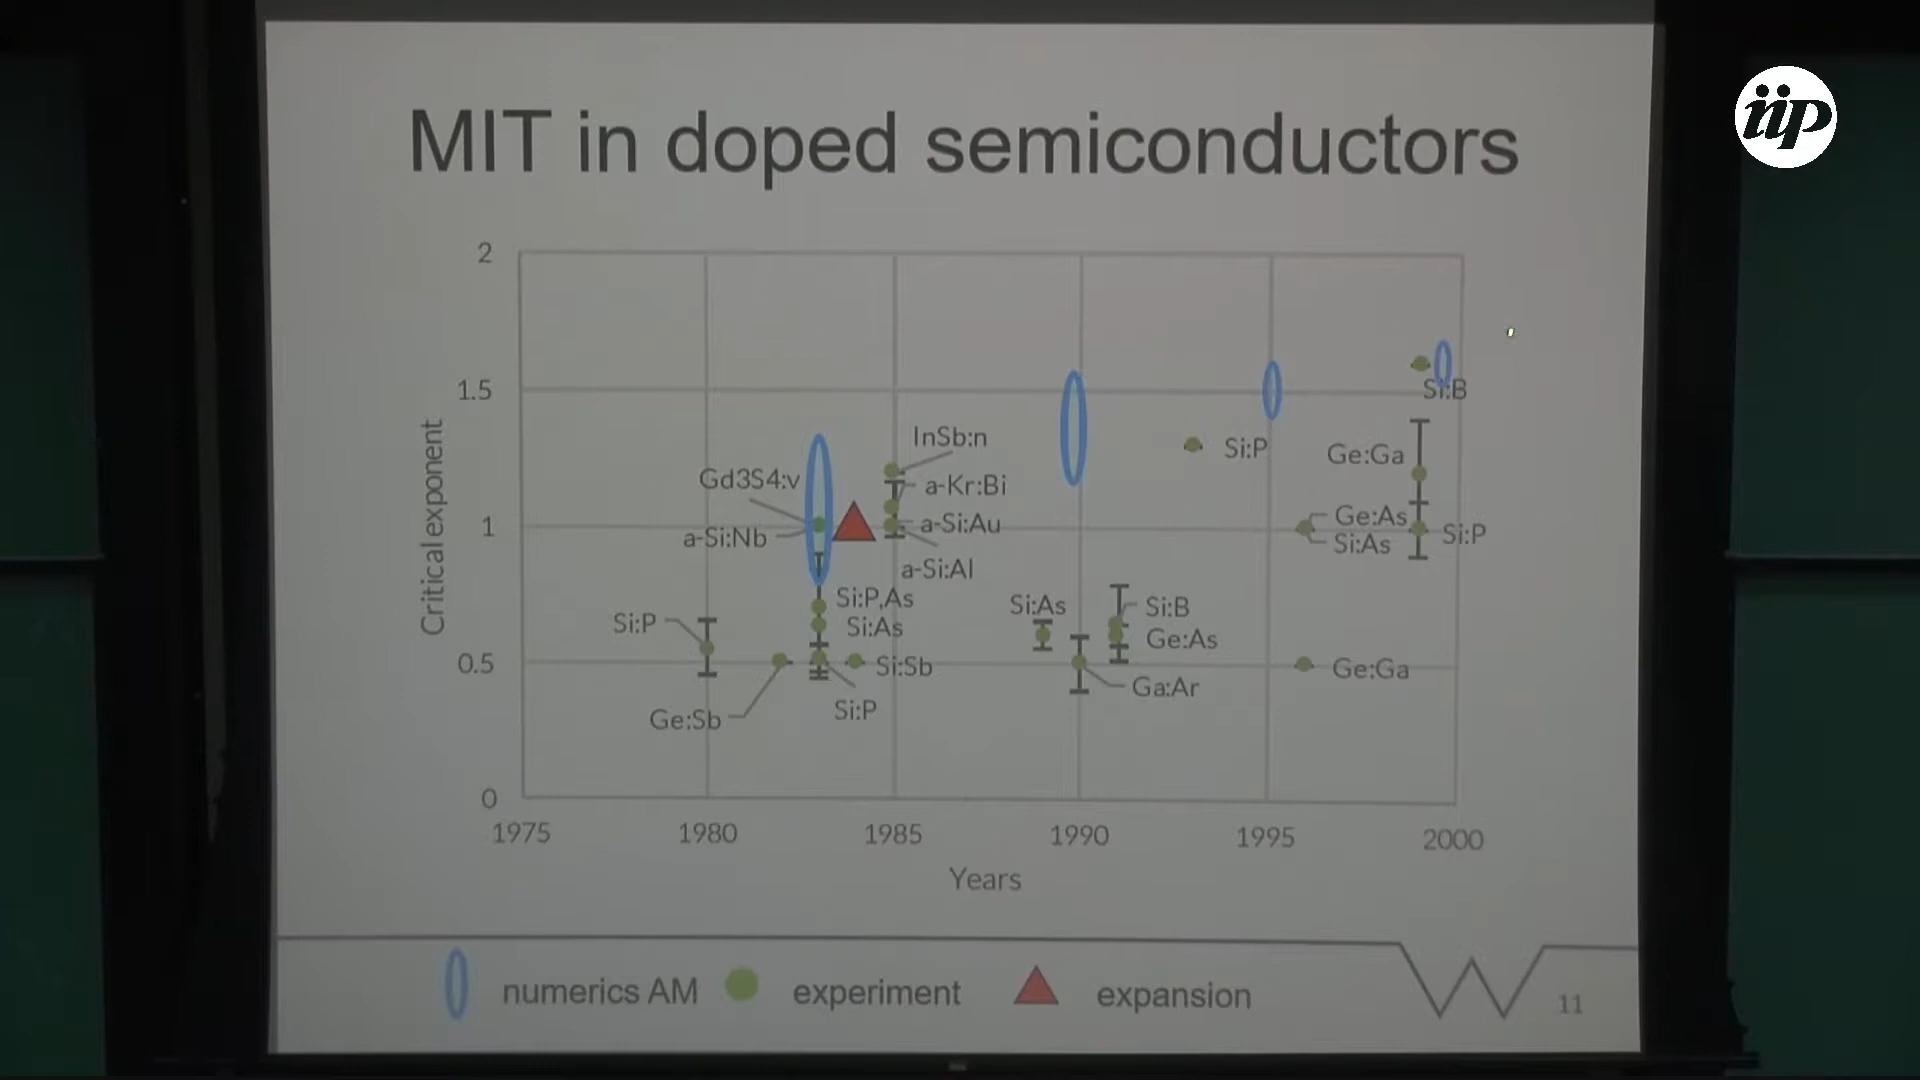 iip
MIT in doped semiconductors
2
1.5
1
0.5
0
Critical exponent
Si:B
InSb:n
Si:P
Ge:Ga
Gd3S4:v
a-Kr:Bi
a-Si:Nb
a-Si:Au
Ge:As
Si:As
Si:P
a-Si:Al
Si:P,As
Si:As
Si:As
Si:B
Ge:As
Si:P
Si:Sb
Ge:Ga
Ga:Ar
Ge:Sb
Si:P
1975 1980 1985 1990 1995 2000
Years
numerics AM experiment expansion
11